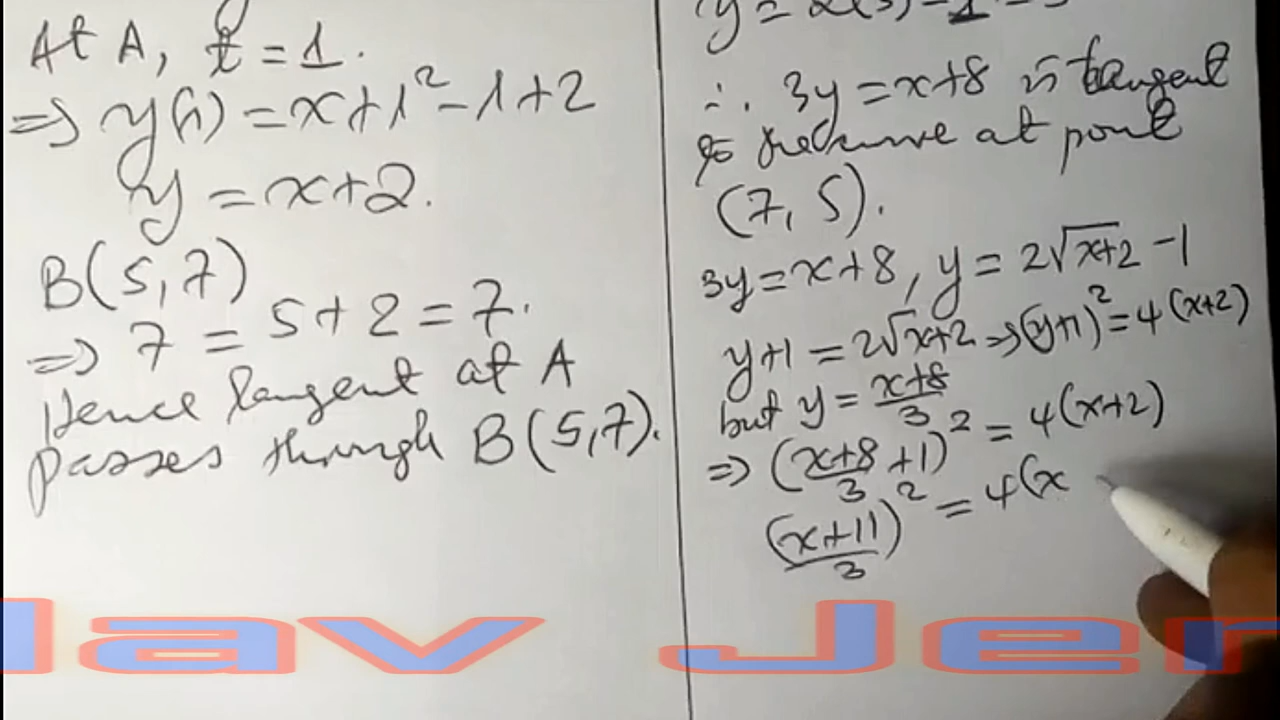 At A, t = 1.
⇒ y(1) = x+1² - 1+2
y = x+2.
B(5,7)
⇒ 7 = 5+2 = 7.
Hence tangent at A
passes through B(5,7).
∴ 3y = x+8 is tangent
to the curve at point
(7, 5).
3y = x+8, y = 2√x+2 - 1
y+1 = 2√x+2 ⇒ (y+1)² = 4(x+2)
but y = x+8/3
⇒ (x+8/3 + 1)² = 4(x+2)
(x+11/3)² = 4(x
lav Jer